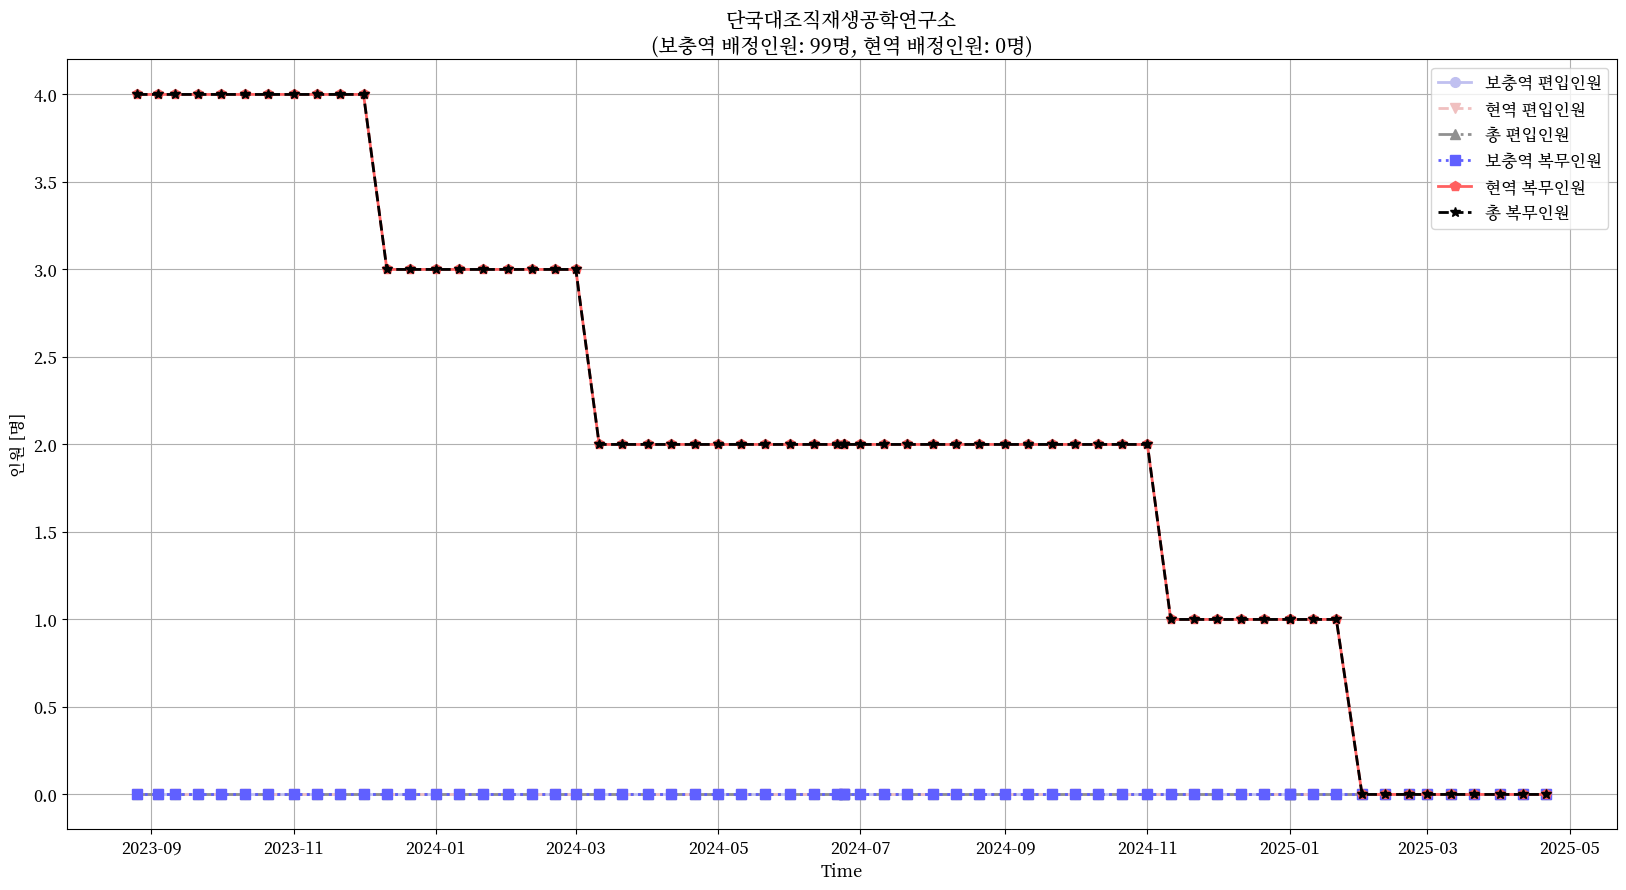 단국대조직재생공학연구소
(보충역 배정인원: 99명, 현역 배정인원: 0명)
보충역 편입인원
현역 편입인원
총 편입인원
보충역 복무인원
현역 복무인원
총 복무인원
4.0
3.5
3.0
2.5
2.0
1.5
1.0
0.5
0.0
인원 [명]
2023-09
2023-11
2024-01
2024-03
2024-05
2024-07
2024-09
2024-11
2025-01
2025-03
2025-05
Time